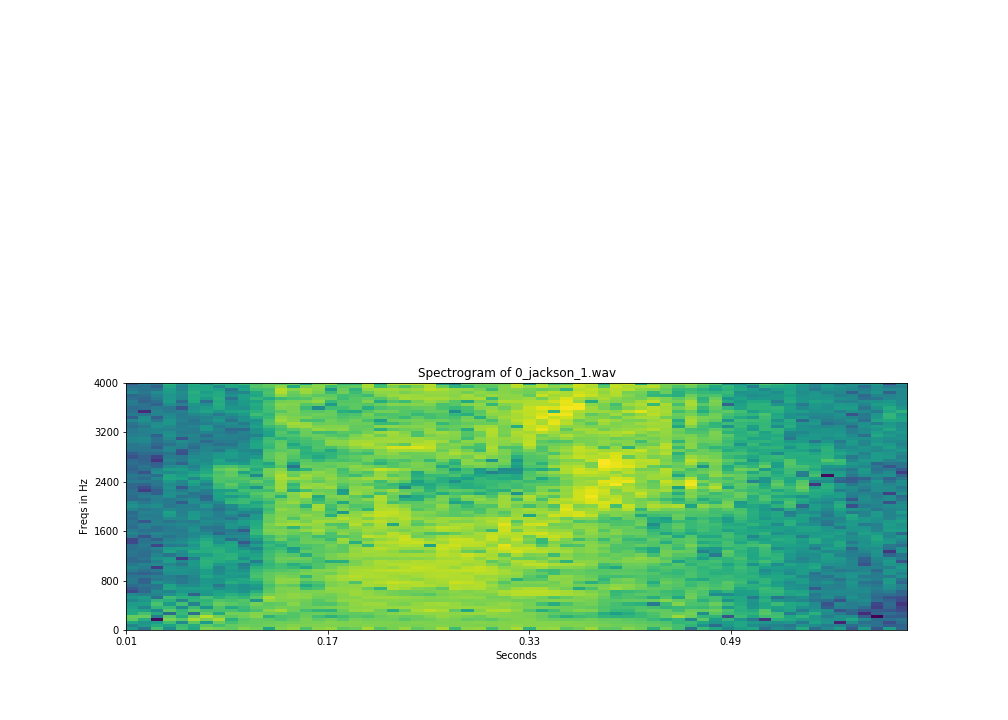 Spectrogram of 0_jackson_1.wav
4000
3200
2400
1600
800
0
Freqs in Hz
0.01 0.17 0.33 0.49
Seconds